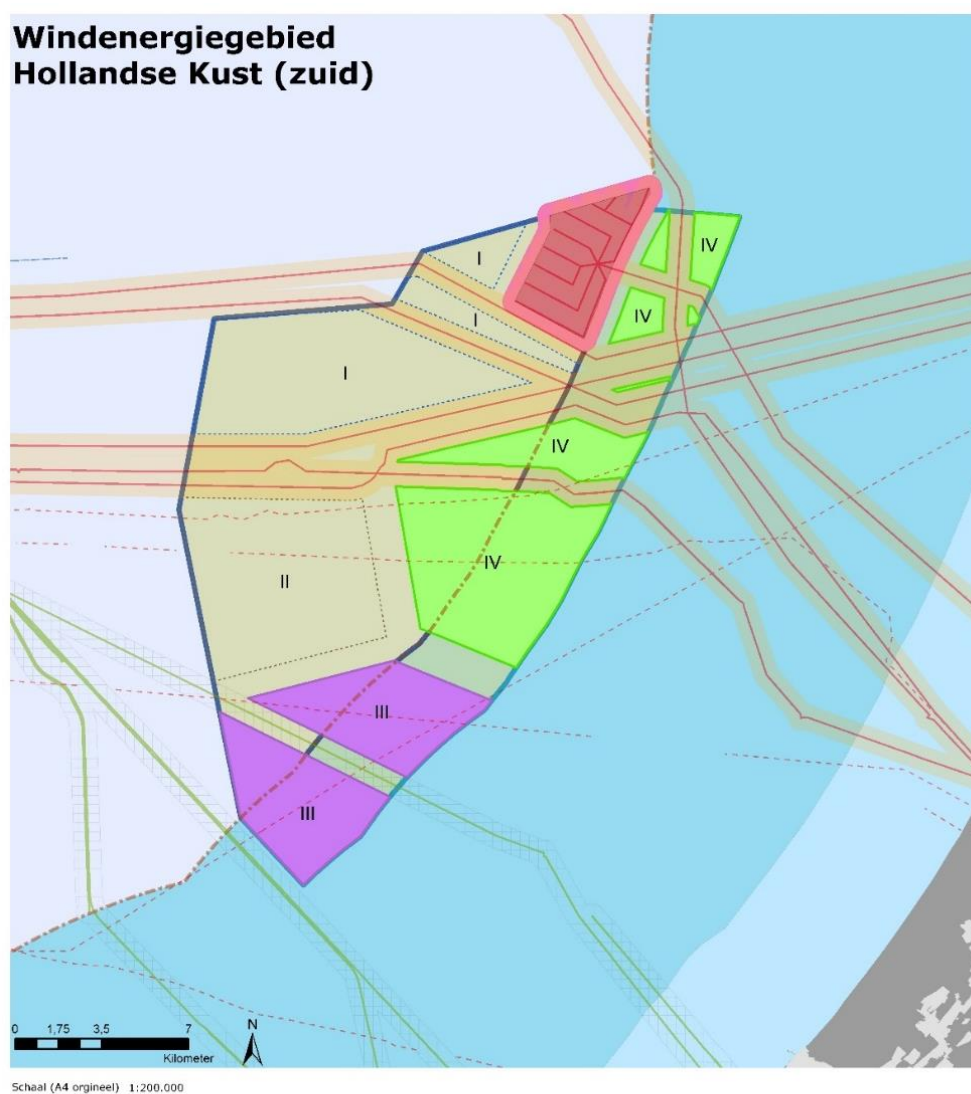 Windenergiegebied
Hollandse Kust (zuid)
I
IV
I
IV
I
IV
IV
II
III
III
0 1,75 3,5 7
Kilometer
N
Schaal (A4 orgineel) 1:200.000